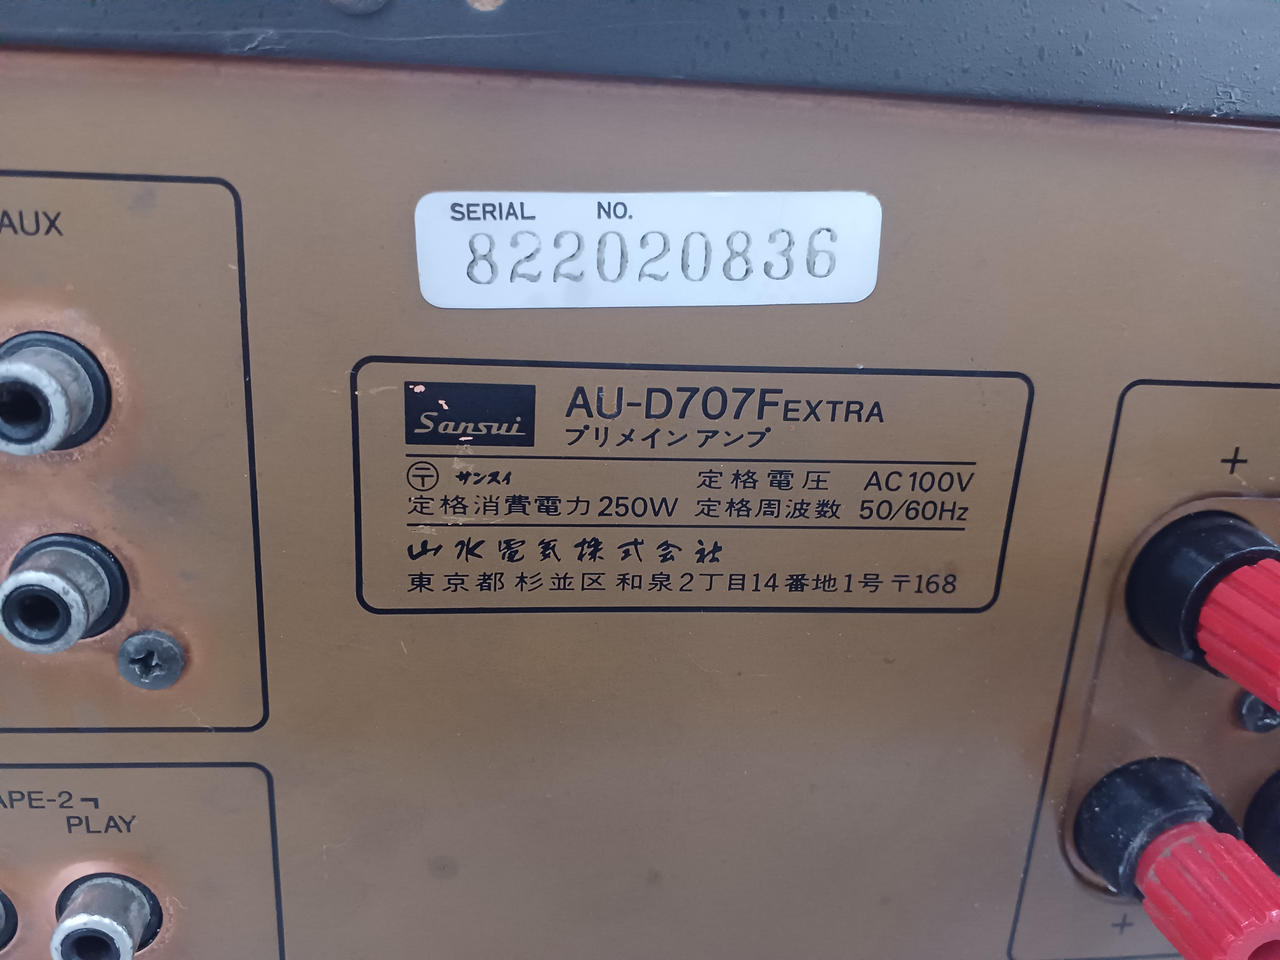 AUX
SERIAL NO.
822020836
Sansui
AU-D707F EXTRA
プリメインアンプ
〒 サンスイ 定格電圧 AC100V
定格消費電力250W 定格周波数 50/60Hz
山水電気株式会社
東京都杉並区和泉2丁目14番地1号〒168
+
APE-2
PLAY
+